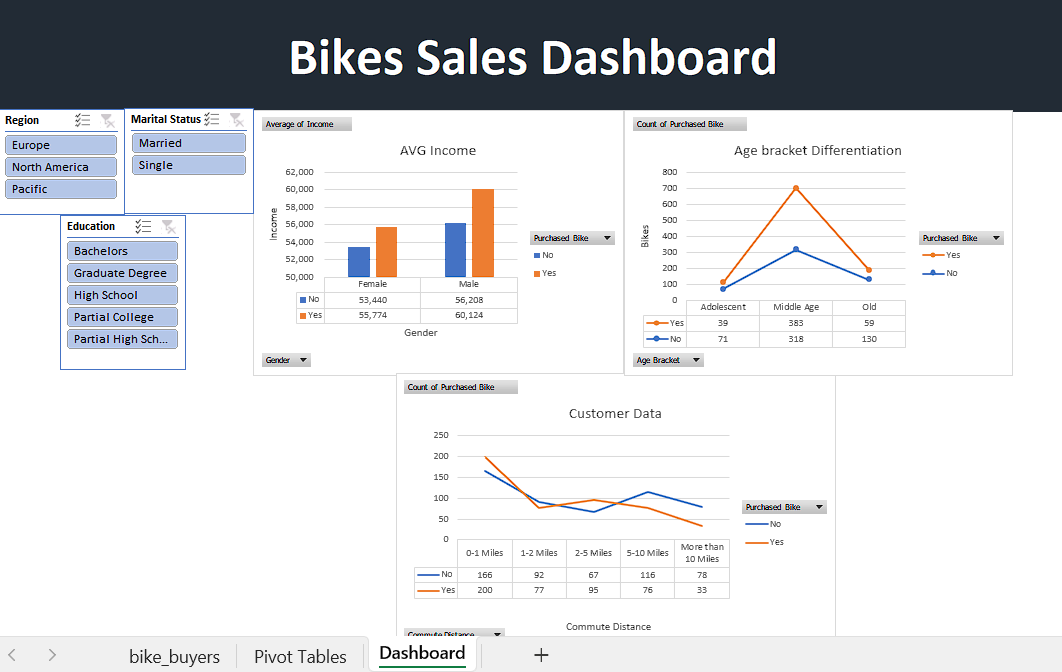 Bikes Sales Dashboard
Region
Europe
North America
Pacific
Marital Status
Married
Single
Education
Bachelors
Graduate Degree
High School
Partial College
Partial High Sch...
Average of Income
AVG Income
62,000
60,000
58,000
56,000
54,000
52,000
50,000
Income
Female Male
No 53,440 56,208
Yes 55,774 60,124
Gender
Purchased Bike
No
Yes
Gender
Count of Purchased Bike
Age bracket Differentiation
800
700
600
500
400
300
200
100
0
Bikes
Adolescent Middle Age Old
Yes 39 383 59
No 71 318 130
Purchased Bike
Yes
No
Age Bracket
Count of Purchased Bike
Customer Data
250
200
150
100
50
0
0-1 Miles 1-2 Miles 2-5 Miles 5-10 Miles More than
10 Miles
No 166 92 67 116 78
Yes 200 77 95 76 33
Commute Distance
Purchased Bike
No
Yes
Commute Distance
bike_buyers Pivot Tables Dashboard